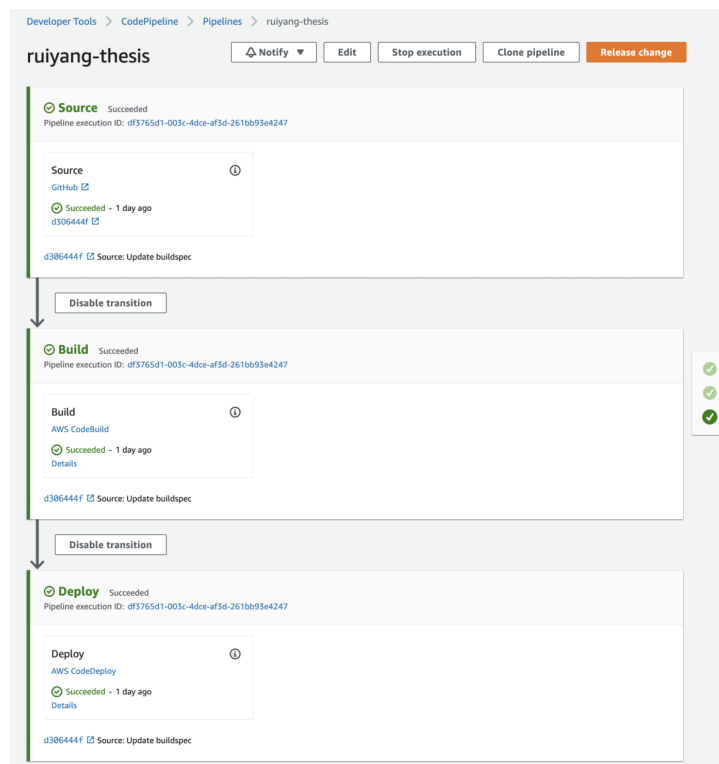 Developer Tools > CodePipeline > Pipelines > ruiyang-thesis
ruiyang-thesis
Notify ▼ Edit Stop execution Clone pipeline Release change
Source Succeeded
Pipeline execution ID: df3765d1-003c-4dce-af3d-261bb93e4247
Source
GitHub
Succeeded - 1 day ago
d306444f
d306444f Source: Update buildspec
Disable transition
Build Succeeded
Pipeline execution ID: df3765d1-003c-4dce-af3d-261bb93e4247
Build
AWS CodeBuild
Succeeded - 1 day ago
Details
d306444f Source: Update buildspec
Disable transition
Deploy Succeeded
Pipeline execution ID: df3765d1-003c-4dce-af3d-261bb93e4247
Deploy
AWS CodeDeploy
Succeeded - 1 day ago
Details
d306444f Source: Update buildspec